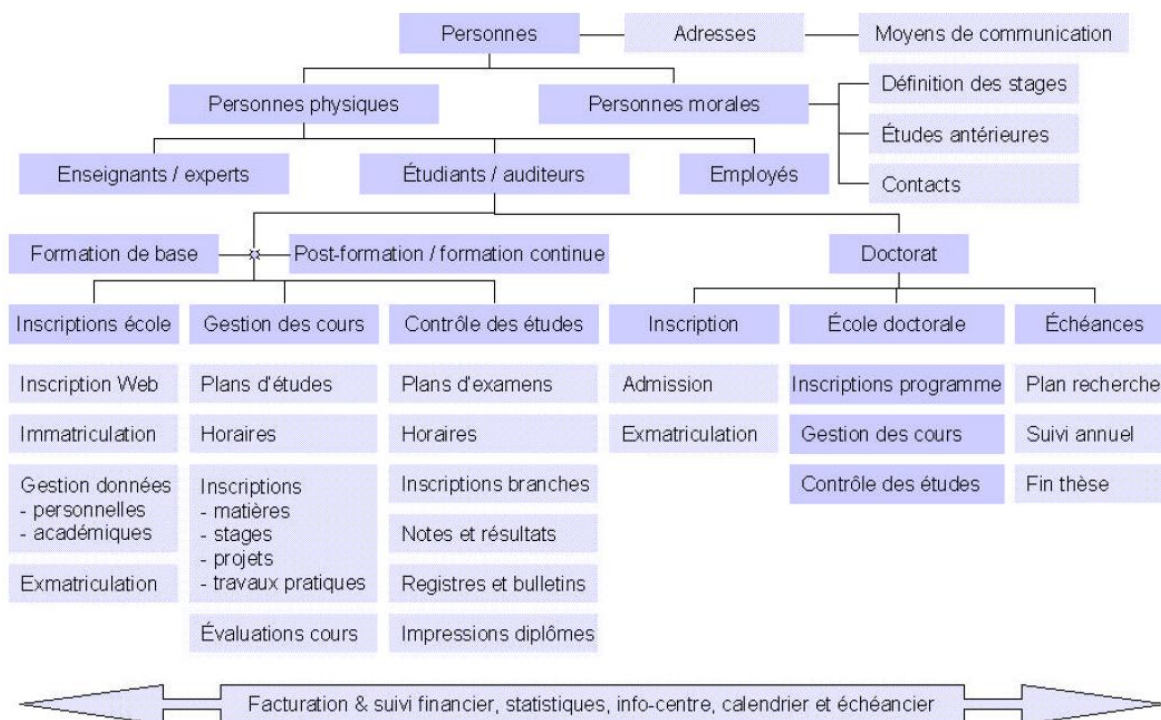 Personnes
Adresses
Moyens de communication
Personnes physiques
Personnes morales
Définition des stages
Études antérieures
Contacts
Enseignants / experts
Étudiants / auditeurs
Employés
Formation de base
Post-formation / formation continue
Doctorat
Inscriptions école
Gestion des cours
Contrôle des études
Inscription
École doctorale
Échéances
Inscription Web
Immatriculation
Gestion données
- personnelles
- académiques
Exmatriculation
Plans d'études
Horaires
Inscriptions
- matières
- stages
- projets
- travaux pratiques
Évaluations cours
Plans d'examens
Horaires
Inscriptions branches
Notes et résultats
Registres et bulletins
Impressions diplômes
Admission
Exmatriculation
Inscriptions programme
Gestion des cours
Contrôle des études
Plan recherche
Suivi annuel
Fin thèse
Facturation & suivi financier, statistiques, info-centre, calendrier et échéancier